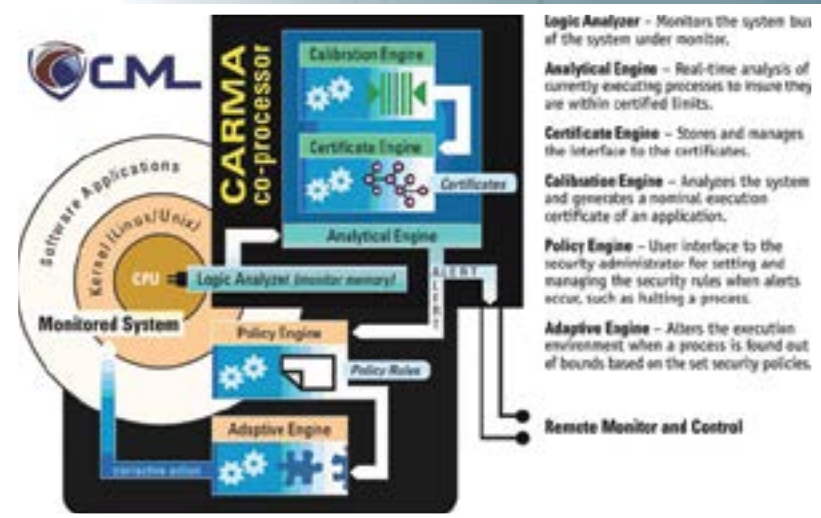 CML
CARMA
co-processor
Calibration Engine
Certificate Engine
Certificates
Analytical Engine
ALERT
ALERT
Software Applications
Kernel (Linux/Unix)
CPU
Logic Analyzer (monitor memory)
Monitored System
Policy Engine
Policy Rules
Adaptive Engine
corrective action
Logic Analyzer – Monitors the system bus
of the system under monitor.
Analytical Engine – Real-time analysis of
currently executing processes to insure they
are within certified limits.
Certificate Engine – Stores and manages
the interface to the certificates.
Calibration Engine – Analyzes the system
and generates a nominal execution
certificate of an application.
Policy Engine – User interface to the
security administrator for setting and
managing the security rules when alerts
occur, such as halting a process.
Adaptive Engine – Alters the execution
environment when a process is found out
of bounds based on the set security policies.
Remote Monitor and Control